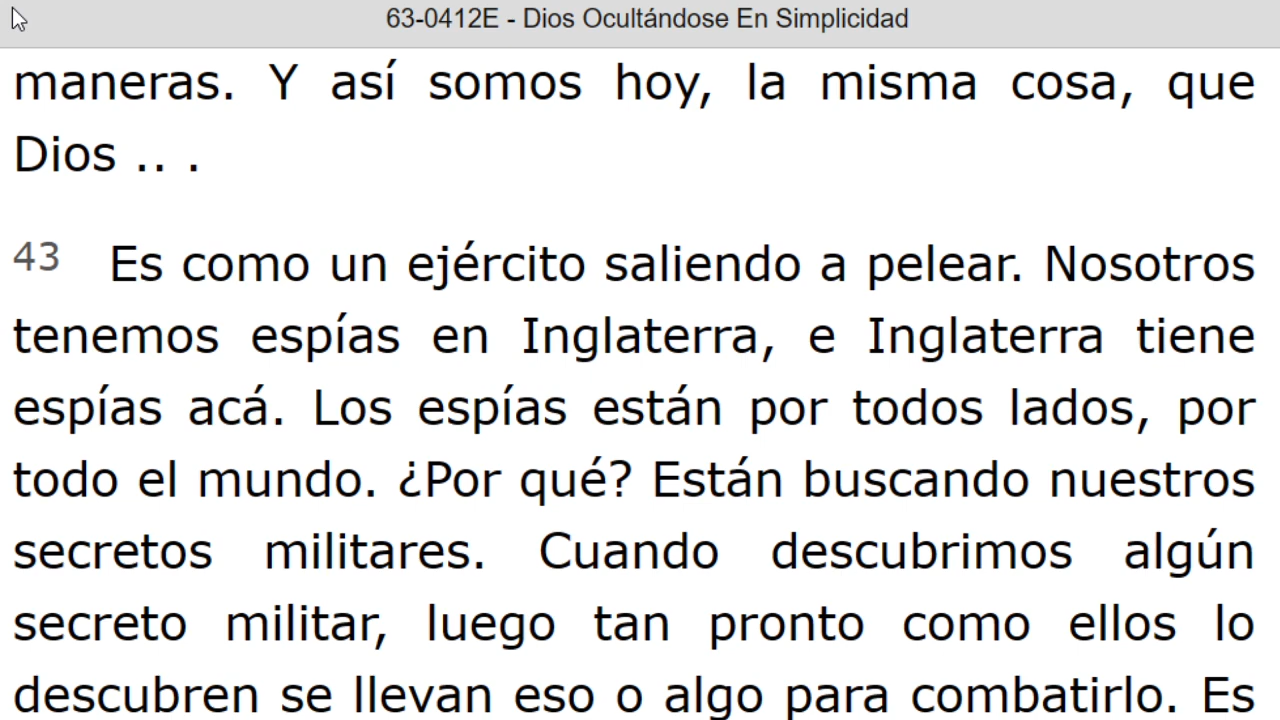 63-0412E - Dios Ocultándose En Simplicidad
maneras. Y así somos hoy, la misma cosa, que
Dios .. .
43 Es como un ejército saliendo a pelear. Nosotros
tenemos espías en Inglaterra, e Inglaterra tiene
espías acá. Los espías están por todos lados, por
todo el mundo. ¿Por qué? Están buscando nuestros
secretos militares. Cuando descubrimos algún
secreto militar, luego tan pronto como ellos lo
descubren se llevan eso o algo para combatirlo. Es